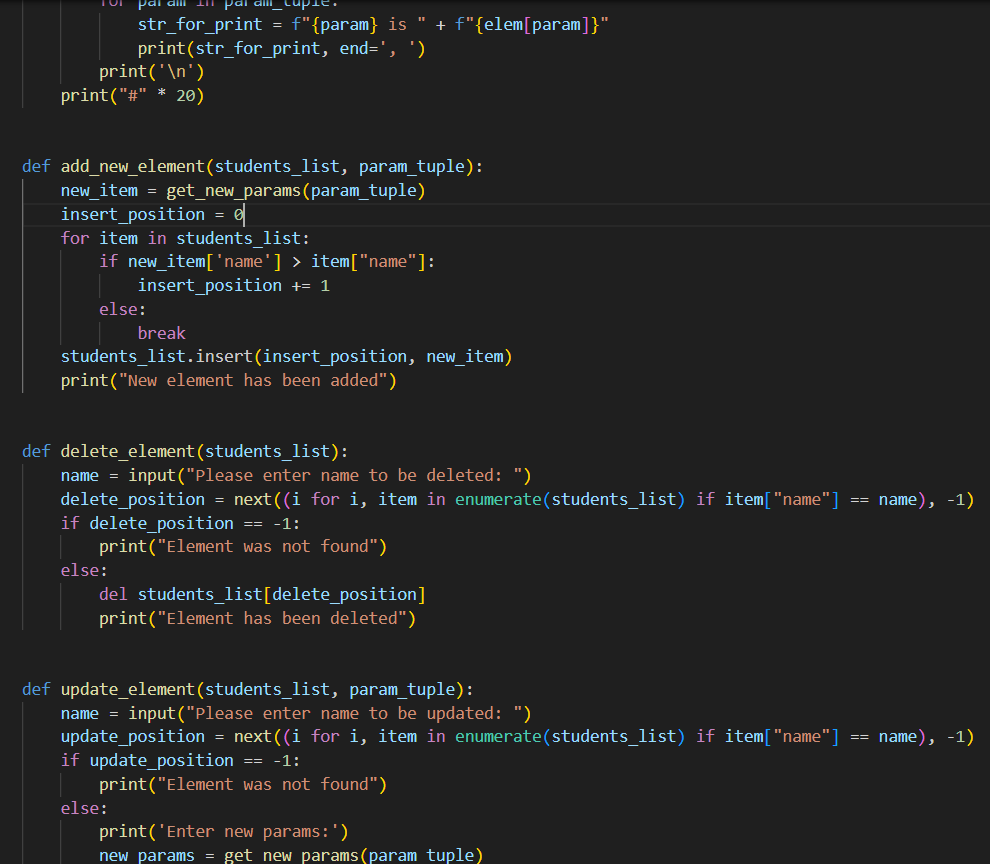 for param in param_tuple:
str_for_print = f"{param} is " + f"{elem[param]}"
print(str_for_print, end=', ')
print('\n')
print("#" * 20)
def add_new_element(students_list, param_tuple):
new_item = get_new_params(param_tuple)
insert_position = 0
for item in students_list:
if new_item['name'] > item["name"]:
insert_position += 1
else:
break
students_list.insert(insert_position, new_item)
print("New element has been added")
def delete_element(students_list):
name = input("Please enter name to be deleted: ")
delete_position = next((i for i, item in enumerate(students_list) if item["name"] == name), -1)
if delete_position == -1:
print("Element was not found")
else:
del students_list[delete_position]
print("Element has been deleted")
def update_element(students_list, param_tuple):
name = input("Please enter name to be updated: ")
update_position = next((i for i, item in enumerate(students_list) if item["name"] == name), -1)
if update_position == -1:
print("Element was not found")
else:
print('Enter new params:')
new_params = get_new_params(param_tuple)